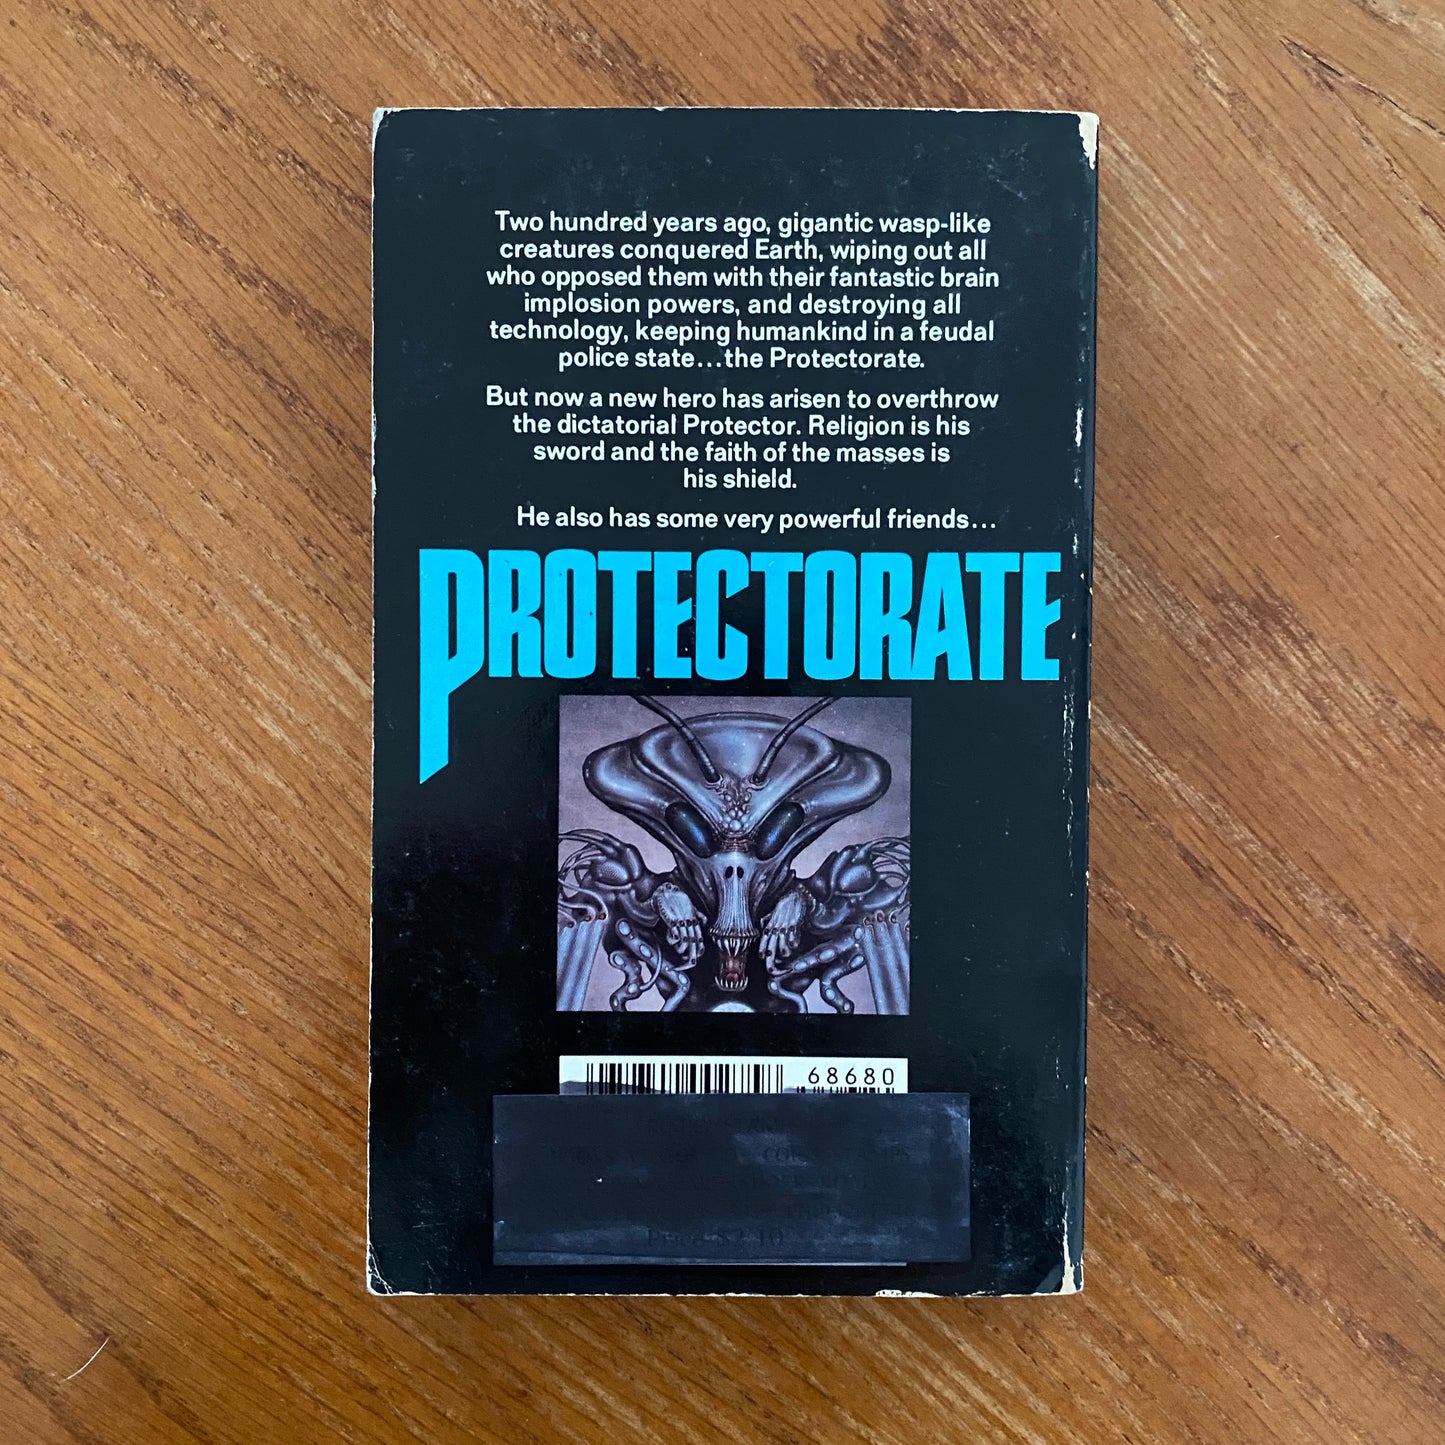 Two hundred years ago, gigantic wasp-like
creatures conquered Earth, wiping out all
who opposed them with their fantastic brain
implosion powers, and destroying all
technology, keeping humankind in a feudal
police state...the Protectorate.
But now a new hero has arisen to overthrow
the dictatorial Protector. Religion is his
sword and the faith of the masses is
his shield.
He also has some very powerful friends...
PROTECTORATE
68680